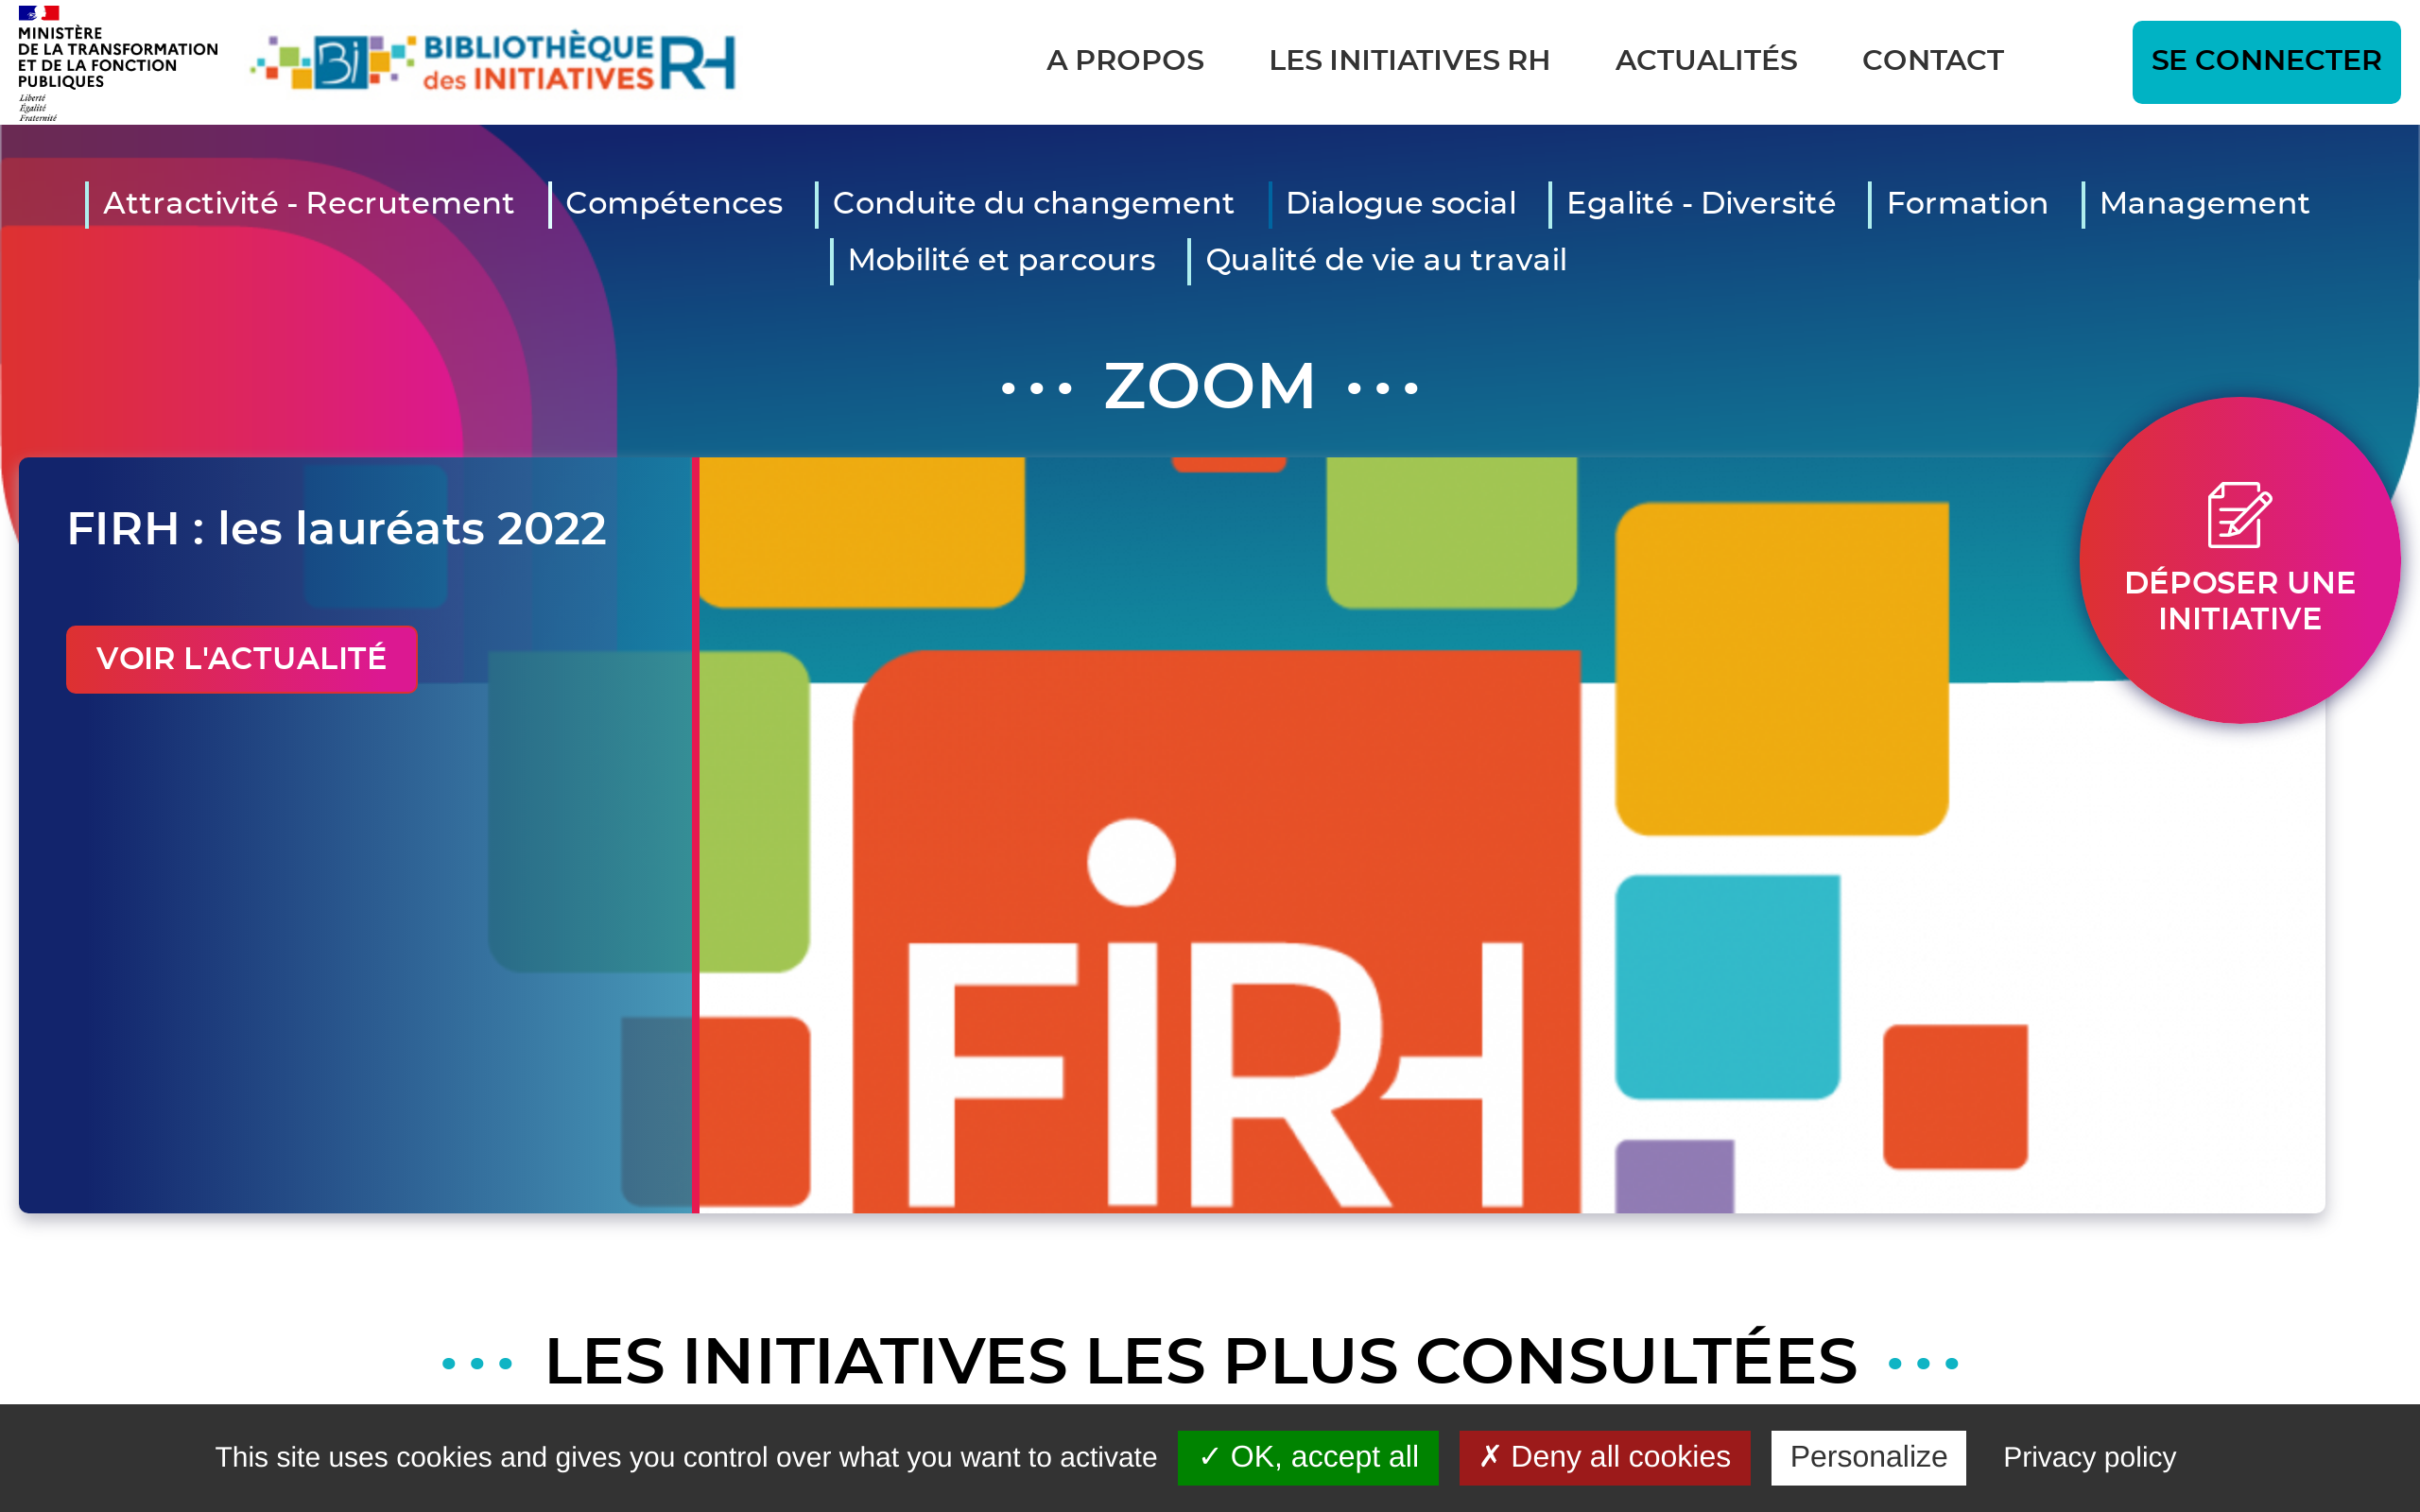 MINISTÈRE
DE LA TRANSFORMATION
ET DE LA FONCTION
PUBLIQUES
Liberté
Égalité
Fraternité
Bi
BIBLIOTHÈQUE
des INITIATIVES
RH
A PROPOS LES INITIATIVES RH ACTUALITÉS CONTACT SE CONNECTER
Attractivité - Recrutement Compétences Conduite du changement Dialogue social Egalité - Diversité Formation Management
Mobilité et parcours Qualité de vie au travail
ZOOM
FIRH : les lauréats 2022
VOIR L'ACTUALITÉ
DÉPOSER UNE
INITIATIVE
FiRH
LES INITIATIVES LES PLUS CONSULTÉES
This site uses cookies and gives you control over what you want to activate ✓ OK, accept all ✗ Deny all cookies Personalize Privacy policy